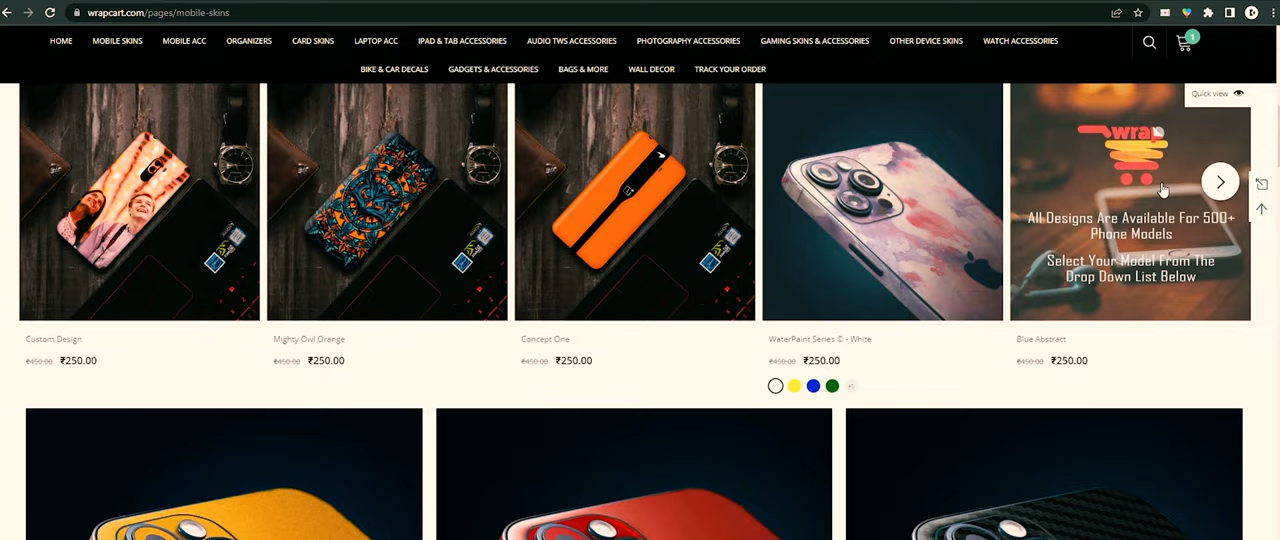 wrapcart.com/pages/mobile-skins
HOME MOBILE SKINS MOBILE ACC ORGANIZERS CARD SKINS LAPTOP ACC IPAD & TAB ACCESSORIES AUDIO TWS ACCESSORIES PHOTOGRAPHY ACCESSORIES GAMING SKINS & ACCESSORIES OTHER DEVICE SKINS WATCH ACCESSORIES
1
BIKE & CAR DECALS GADGETS & ACCESSORIES BAGS & MORE WALL DECOR TRACK YOUR ORDER
Quick view
wrap
All Designs Are Available For 500+
Phone Models
Select Your Model From The
Drop Down List Below
Custom Design
₹450.00 ₹250.00
Mighty Owl Orange
₹450.00 ₹250.00
Concept One
₹450.00 ₹250.00
WaterPaint Series © - White
₹450.00 ₹250.00
+1
Blue Abstract
₹450.00 ₹250.00